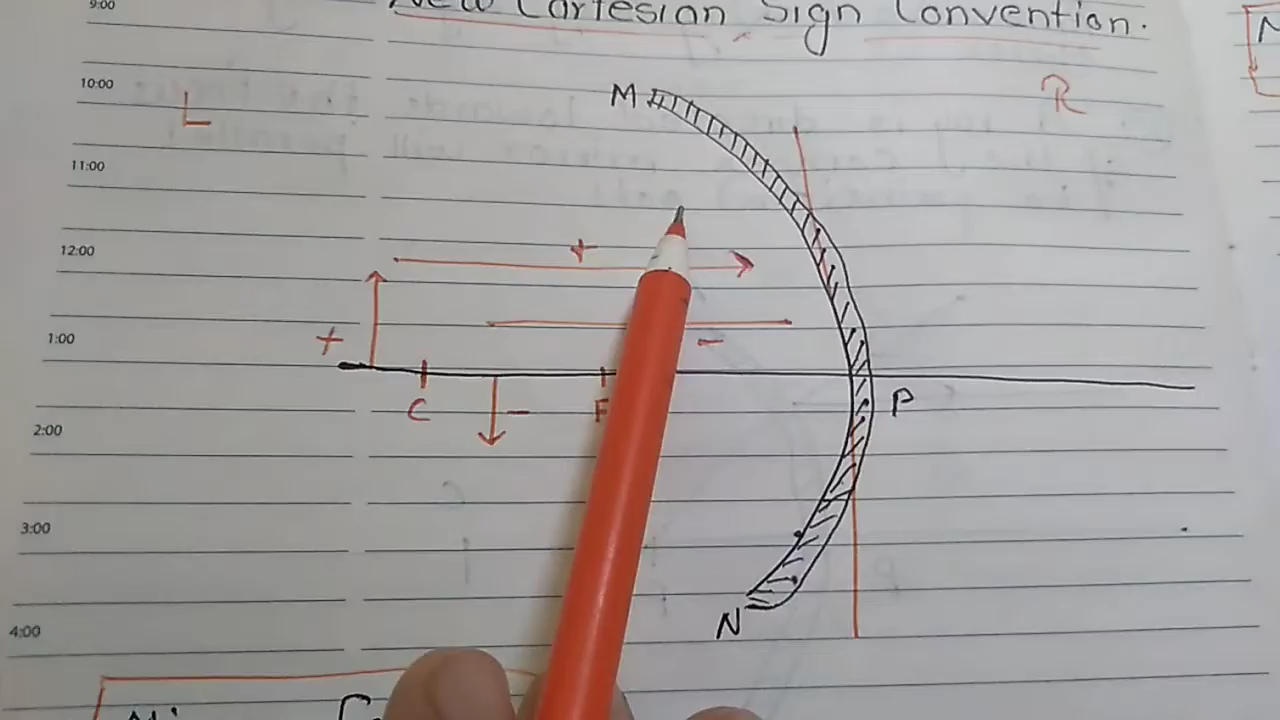 9:00
New Cartesian Sign Convention.
10:00
L
M
R
11:00
12:00
+
1:00
+
-
C
-
F
P
2:00
3:00
N
4:00